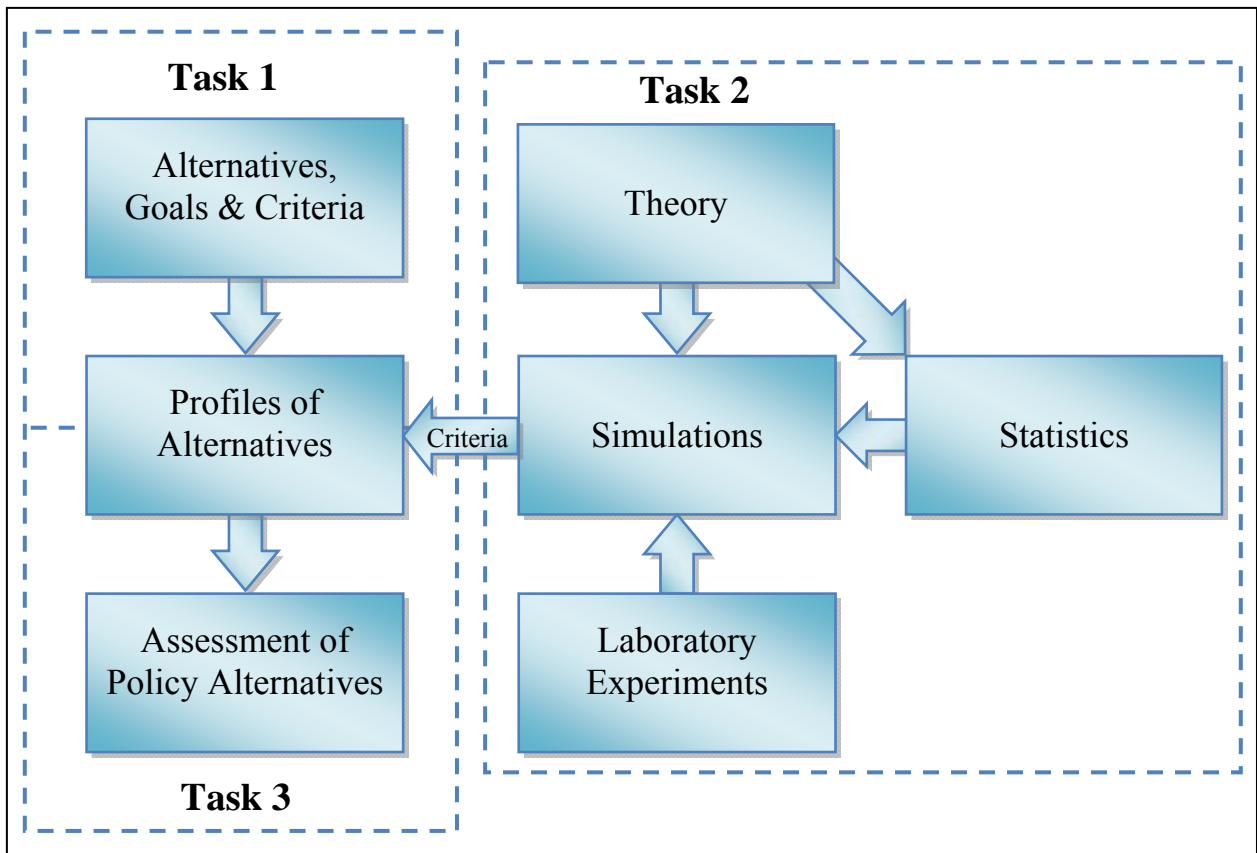 Task 1
Alternatives,
Goals & Criteria
Profiles of
Alternatives
Assessment of
Policy Alternatives
Task 3
Criteria
Task 2
Theory
Simulations
Statistics
Laboratory
Experiments